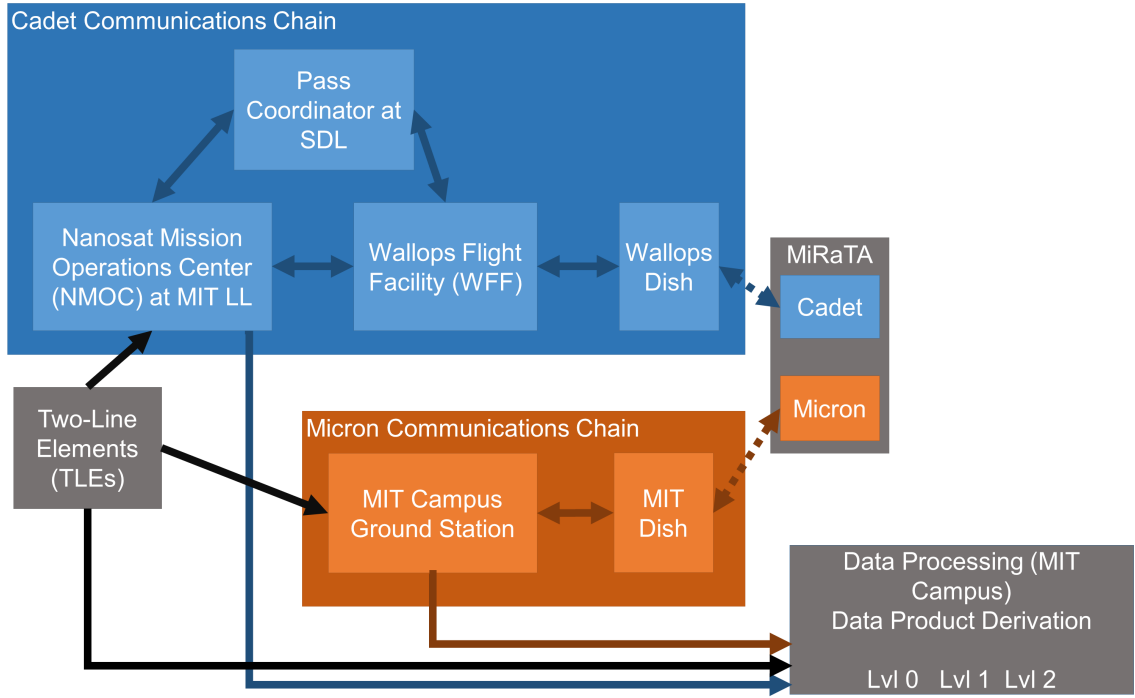 Cadet Communications Chain
Pass
Coordinator at
SDL
Nanosat Mission
Operations Center
(NMOC) at MIT LL
Wallops Flight
Facility (WFF)
Wallops
Dish
MiRaTA
Cadet
Micron
Two-Line
Elements
(TLEs)
Micron Communications Chain
MIT Campus
Ground Station
MIT
Dish
Data Processing (MIT
Campus)
Data Product Derivation
Lvl 0 Lvl 1 Lvl 2